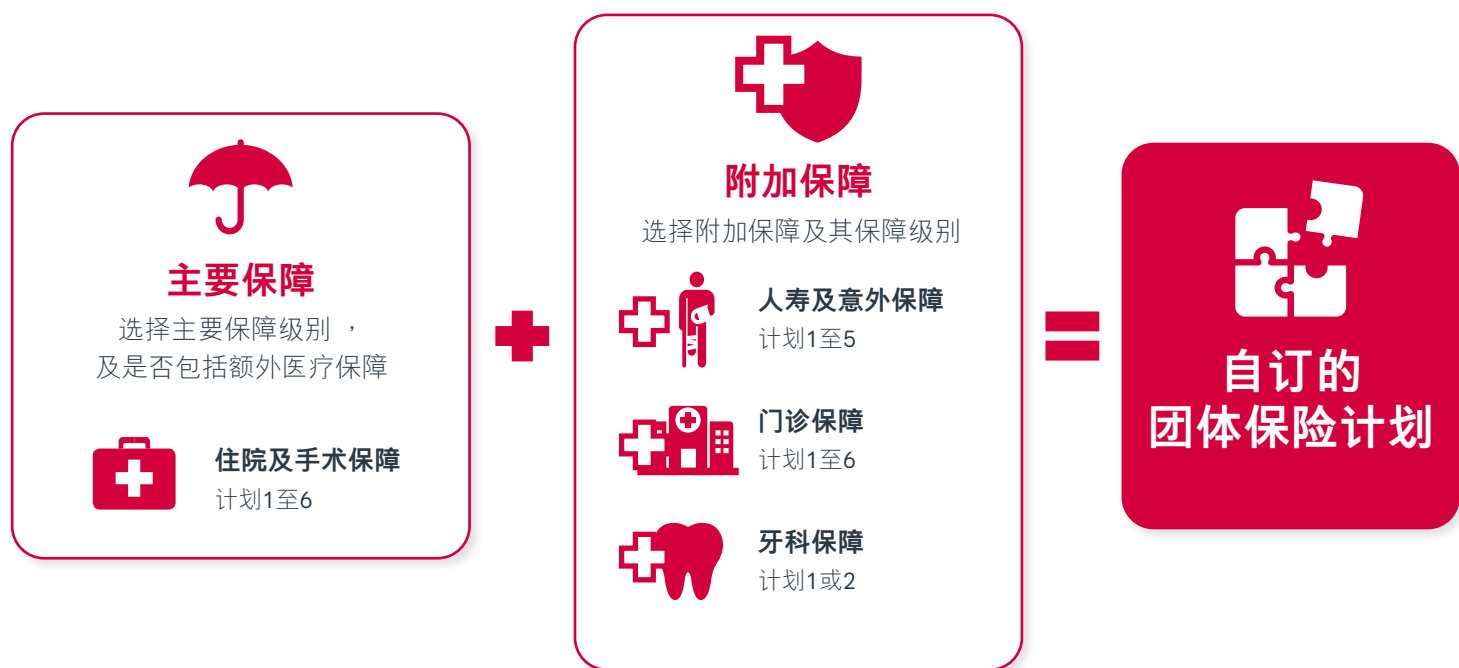 主要保障
选择主要保障级别 ，
及是否包括额外医疗保障
住院及手术保障
计划1至6
附加保障
选择附加保障及其保障级别
人寿及意外保障
计划1至5
门诊保障
计划1至6
牙科保障
计划1或2
自订的
团体保险计划